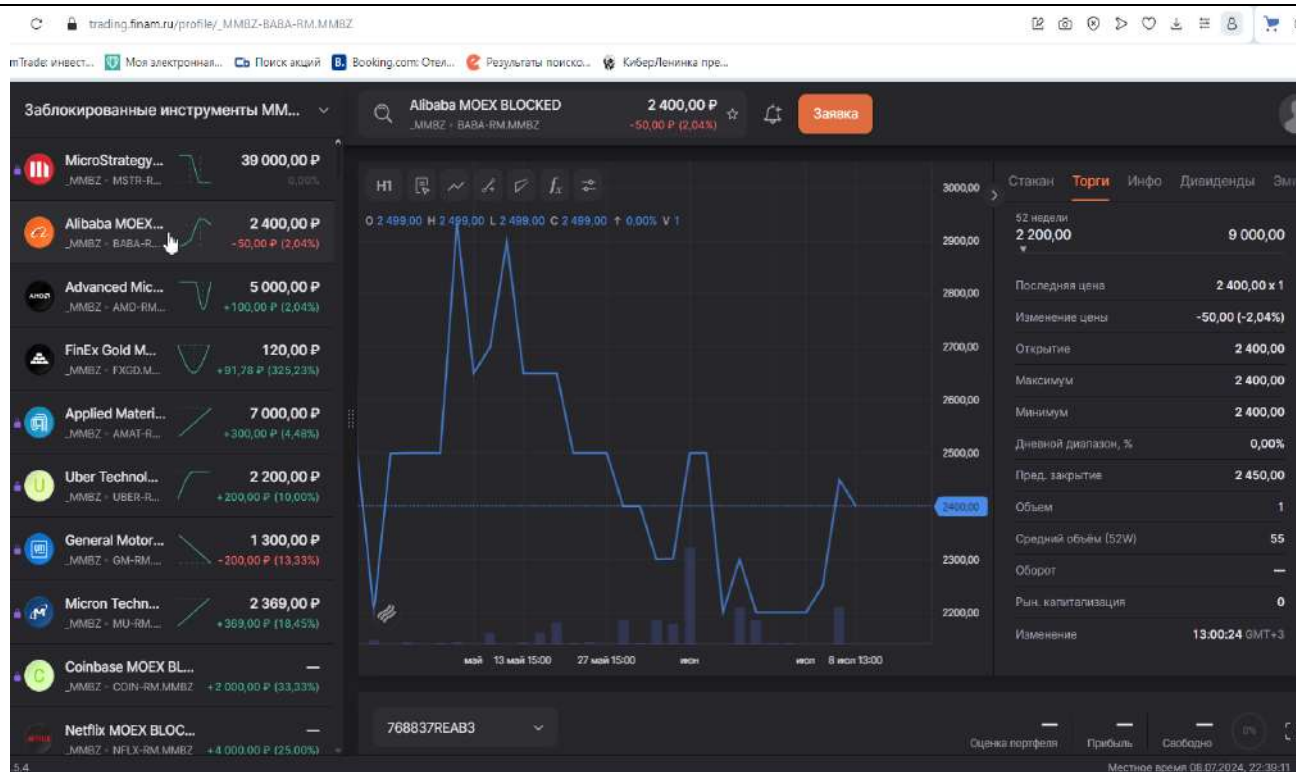 trading.finam.ru/profile/_MMBZ-BABA-RM.MMBZ
mTrade: инвест... Моя электронная... Поиск акций Booking.com: Отел... Результаты поиско... КиберЛенинка пре...
Заблокированные инструменты MM...
Alibaba MOEX BLOCKED 2 400,00 ₽
_MMBZ • BABA-RM.MMBZ -50,00 ₽ (2,04%)
Заявка
MicroStrategy... 39 000,00 ₽
_MMBZ • MSTR-R... 0,00%
Alibaba MOEX... 2 400,00 ₽
_MMBZ • BABA-R... -50,00 ₽ (2,04%)
Advanced Mic... 5 000,00 ₽
_MMBZ • AMD-RM... +100,00 ₽ (2,04%)
FinEx Gold M... 120,00 ₽
_MMBZ • FXGD.M... +91,78 ₽ (325,23%)
Applied Materi... 7 000,00 ₽
_MMBZ • AMAT-R... +300,00 ₽ (4,48%)
Uber Technol... 2 200,00 ₽
_MMBZ • UBER-R... +200,00 ₽ (10,00%)
General Motor... 1 300,00 ₽
_MMBZ • GM-RM.... -200,00 ₽ (13,33%)
Micron Techn... 2 369,00 ₽
_MMBZ • MU-RM.... +369,00 ₽ (18,45%)
Coinbase MOEX BL... —
_MMBZ • COIN-RM.MMBZ +2 000,00 ₽ (33,33%)
Netflix MOEX BLOC... —
_MMBZ • NFLX-RM.MMBZ +4 000,00 ₽ (25,00%)
5.4
H1
O 2 499,00 H 2 499,00 L 2 499,00 C 2 499,00 ↑ 0,00% V 1
3000,00
2900,00
2800,00
2700,00
2600,00
2500,00
2400,00
2300,00
2200,00
май 13 май 15:00 27 май 15:00 июн июл 8 июл 13:00
Стакан Торги Инфо Дивиденды Эми
52 недели
2 200,00 9 000,00
Последняя цена 2 400,00 x 1
Изменение цены -50,00 (-2,04%)
Открытие 2 400,00
Максимум 2 400,00
Минимум 2 400,00
Дневной диапазон, % 0,00%
Пред. закрытие 2 450,00
Объем 1
Средний объём (52W) 55
Оборот —
Рын. капитализация 0
Изменение 13:00:24 GMT+3
768837REAB3
— — — 0%
Оценка портфеля Прибыль Свободно
Местное время 08.07.2024, 22:39:11